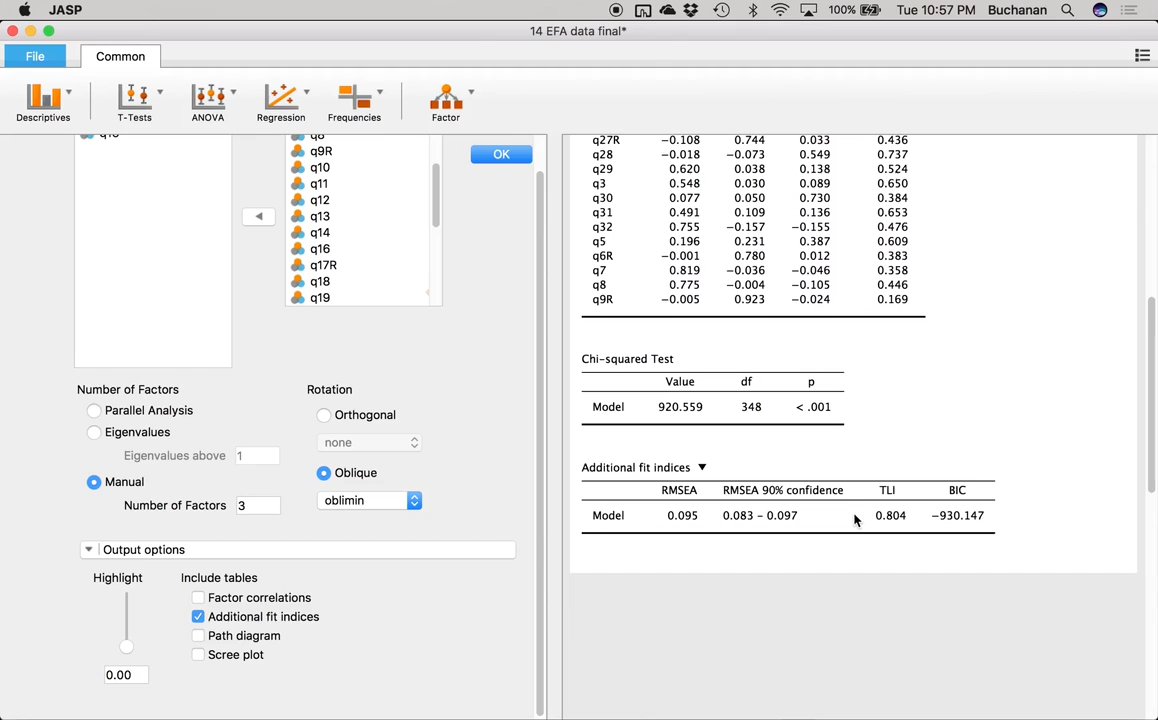 JASP 100% Tue 10:57 PM Buchanan
14 EFA data final*
File Common
Descriptives T-Tests ANOVA Regression Frequencies Factor
q8
q9R
q10
q11
q12
q13
q14
q16
q17R
q18
q19
OK
Number of Factors
Parallel Analysis
Eigenvalues
Eigenvalues above 1
Manual
Number of Factors 3
Rotation
Orthogonal
none
Oblique
oblimin
Output options
Highlight
0.00
Include tables
Factor correlations
Additional fit indices
Path diagram
Scree plot
q27R −0.108 0.744 0.033 0.436
q28 −0.018 −0.073 0.549 0.737
q29 0.620 0.038 0.138 0.524
q3 0.548 0.030 0.089 0.650
q30 0.077 0.050 0.730 0.384
q31 0.491 0.109 0.136 0.653
q32 0.755 −0.157 −0.155 0.476
q5 0.196 0.231 0.387 0.609
q6R −0.001 0.780 0.012 0.383
q7 0.819 −0.036 −0.046 0.358
q8 0.775 −0.004 −0.105 0.446
q9R −0.005 0.923 −0.024 0.169
Chi-squared Test
Value df p
Model 920.559 348 < .001
Additional fit indices ▼
RMSEA RMSEA 90% confidence TLI BIC
Model 0.095 0.083 − 0.097 0.804 −930.147